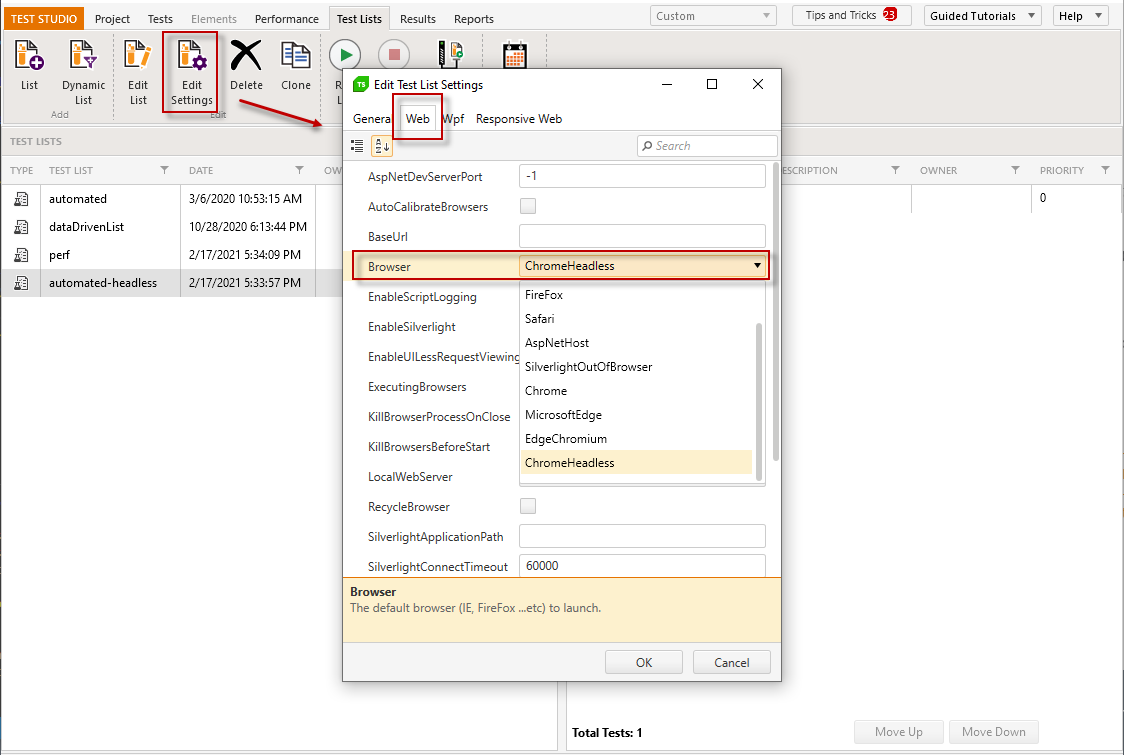 TEST STUDIO Project Tests Elements Performance Test Lists Results Reports Custom Tips and Tricks 23 Guided Tutorials Help
List Dynamic List Edit List Edit Settings Delete Clone
Add Edit
TS Edit Test List Settings
General Web Wpf Responsive Web
Search
TEST LISTS
TYPE TEST LIST DATE OW
automated 3/6/2020 10:53:15 AM
dataDrivenList 10/28/2020 6:13:44 PM
perf 2/17/2021 5:34:09 PM
automated-headless 2/17/2021 5:33:57 PM
ESCRIPTION OWNER PRIORITY
0
AspNetDevServerPort -1
AutoCalibrateBrowsers
BaseUrl
Browser ChromeHeadless
EnableScriptLogging
EnableSilverlight
EnableUILessRequestViewing
ExecutingBrowsers
KillBrowserProcessOnClose
KillBrowsersBeforeStart
LocalWebServer
RecycleBrowser
SilverlightApplicationPath
SilverlightConnectTimeout 60000
FireFox
Safari
AspNetHost
SilverlightOutOfBrowser
Chrome
MicrosoftEdge
EdgeChromium
ChromeHeadless
Browser
The default browser (IE, FireFox ...etc) to launch.
OK Cancel
Total Tests: 1 Move Up Move Down